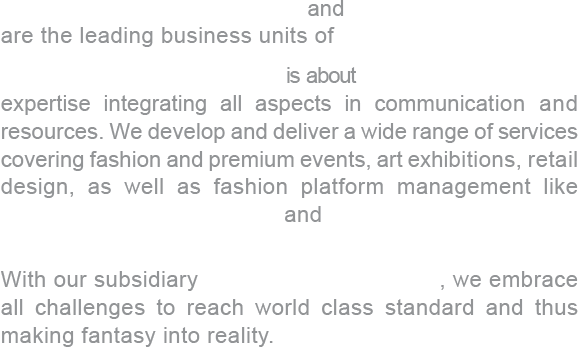 and
are the leading business units of
is about
expertise integrating all aspects in communication and
resources. We develop and deliver a wide range of services
covering fashion and premium events, art exhibitions, retail
design, as well as fashion platform management like
and
With our subsidiary , we embrace
all challenges to reach world class standard and thus
making fantasy into reality.